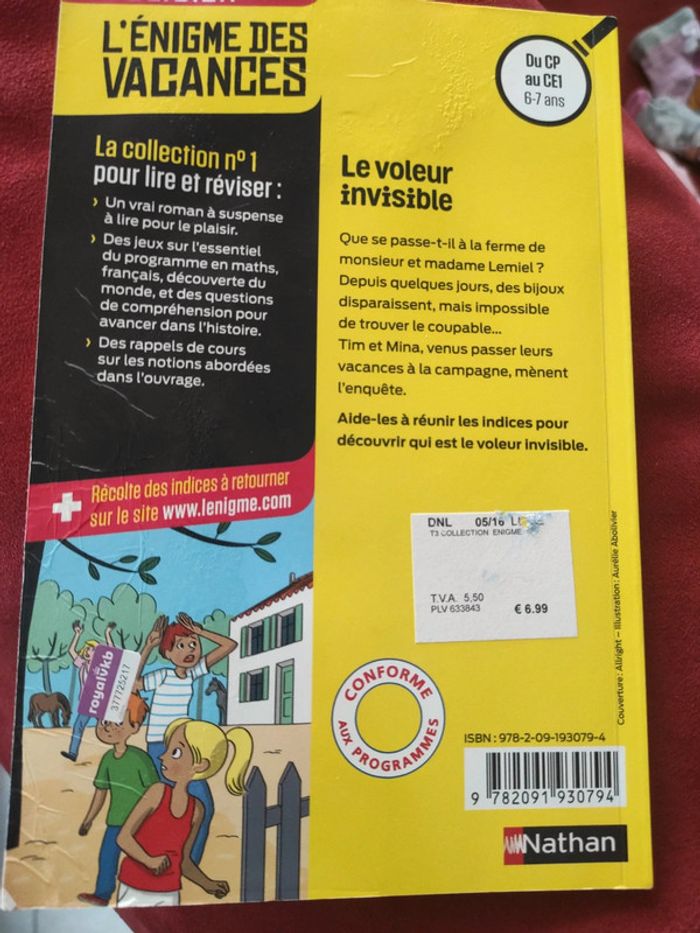 L'ÉNIGME DES
VACANCES
Du CP
au CE1
6-7 ans
La collection nº 1
pour lire et réviser :
› Un vrai roman à suspense
à lire pour le plaisir.
› Des jeux sur l'essentiel
du programme en maths,
français, découverte du
monde, et des questions
de compréhension pour
avancer dans l'histoire.
› Des rappels de cours
sur les notions abordées
dans l'ouvrage.
Récolte des indices à retourner
sur le site www.lenigme.com
royalvkb
377725217
Le voleur
invisible
Que se passe-t-il à la ferme de
monsieur et madame Lemiel ?
Depuis quelques jours, des bijoux
disparaissent, mais impossible
de trouver le coupable...
Tim et Mina, venus passer leurs
vacances à la campagne, mènent
l'enquête.
Aide-les à réunir les indices pour
découvrir qui est le voleur invisible.
DNL 05/16
T3 COLLECTION ENIGME
T.V.A. 5,50
PLV 633843 € 6.99
CONFORME
AUX PROGRAMMES
Couverture : Allright – Illustration : Aurélie Abolivier
ISBN : 978-2-09-193079-4
9 782091 930794
Nathan